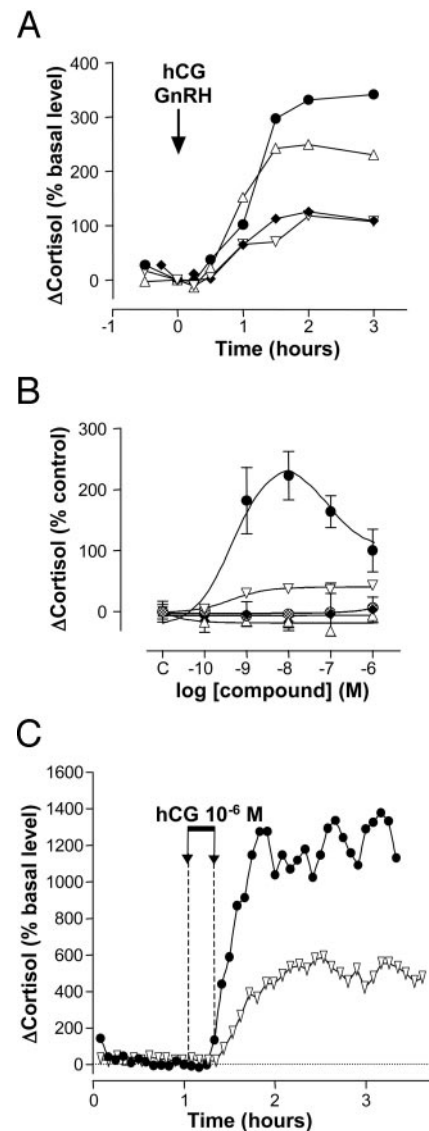 A
ΔCortisol (% basal level)
400
300
200
100
0
hCG
GnRH
-1
0
1
2
3
Time (hours)
B
ΔCortisol (% control)
300
200
100
0
C
-10
-9
-8
-7
-6
log [compound] (M)
C
ΔCortisol (% basal level)
1600
1400
1200
1000
800
600
400
200
0
hCG 10⁻⁶ M
0
1
2
3
Time (hours)